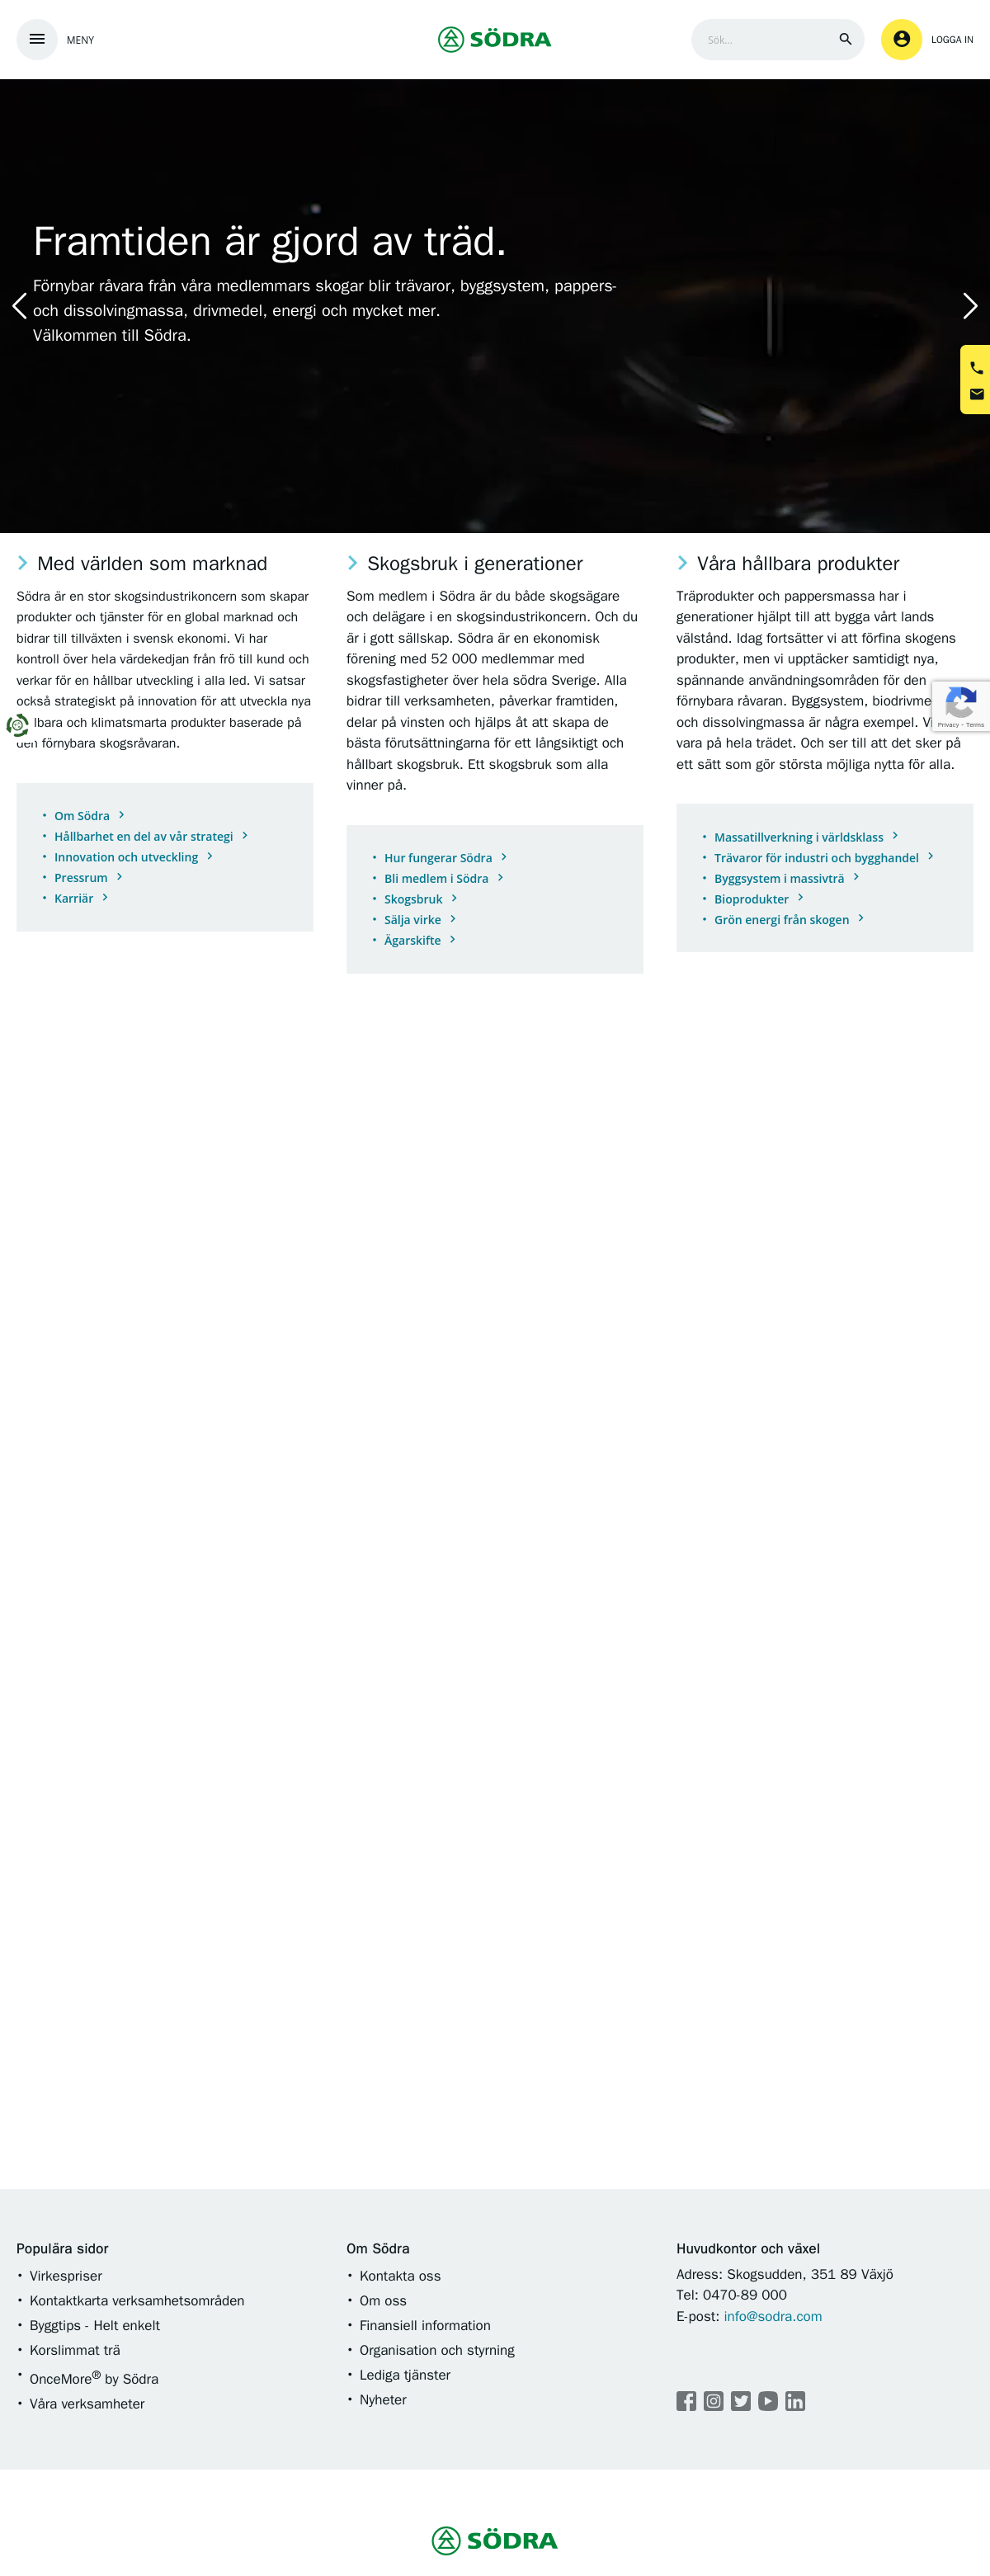 MENY
SÖDRA
Sök...
LOGGA IN
Framtiden är gjord av träd.
Förnybar råvara från våra medlemmars skogar blir trävaror, byggsystem, pappers-
och dissolvingmassa, drivmedel, energi och mycket mer.
Välkommen till Södra.
Med världen som marknad
Södra är en stor skogsindustrikoncern som skapar
produkter och tjänster för en global marknad och
bidrar till tillväxten i svensk ekonomi. Vi har
kontroll över hela värdekedjan från frö till kund och
verkar för en hållbar utveckling i alla led. Vi satsar
också strategiskt på innovation för att utveckla nya
lbara och klimatsmarta produkter baserade på
den förnybara skogsråvaran.
• Om Södra
• Hållbarhet en del av vår strategi
• Innovation och utveckling
• Pressrum
• Karriär
Skogsbruk i generationer
Som medlem i Södra är du både skogsägare
och delägare i en skogsindustrikoncern. Och du
är i gott sällskap. Södra är en ekonomisk
förening med 52 000 medlemmar med
skogsfastigheter över hela södra Sverige. Alla
bidrar till verksamheten, påverkar framtiden,
delar på vinsten och hjälps åt att skapa de
bästa förutsättningarna för ett långsiktigt och
hållbart skogsbruk. Ett skogsbruk som alla
vinner på.
• Hur fungerar Södra
• Bli medlem i Södra
• Skogsbruk
• Sälja virke
• Ägarskifte
Våra hållbara produkter
Träprodukter och pappersmassa har i
generationer hjälpt till att bygga vårt lands
välstånd. Idag fortsätter vi att förfina skogens
produkter, men vi upptäcker samtidigt nya,
spännande användningsområden för den
förnybara råvaran. Byggsystem, biodrivme
och dissolvingmassa är några exempel. V
vara på hela trädet. Och ser till att det sker på
ett sätt som gör största möjliga nytta för alla.
Privacy - Terms
• Massatillverkning i världsklass
• Trävaror för industri och bygghandel
• Byggsystem i massivträ
• Bioprodukter
• Grön energi från skogen
Populära sidor
• Virkespriser
• Kontaktkarta verksamhetsområden
• Byggtips - Helt enkelt
• Korslimmat trä
• OnceMore® by Södra
• Våra verksamheter
Om Södra
• Kontakta oss
• Om oss
• Finansiell information
• Organisation och styrning
• Lediga tjänster
• Nyheter
Huvudkontor och växel
Adress: Skogsudden, 351 89 Växjö
Tel: 0470-89 000
E-post: info@sodra.com
SÖDRA